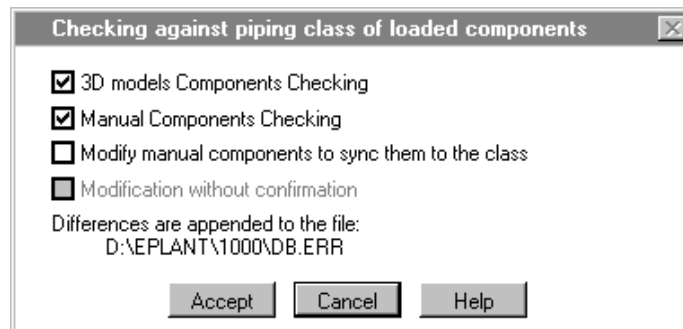 Checking against piping class of loaded components
3D models Components Checking
Manual Components Checking
Modify manual components to sync them to the class
Modification without confirmation
Differences are appended to the file:
D:\EPLANT\1000\DB.ERR
Accept Cancel Help